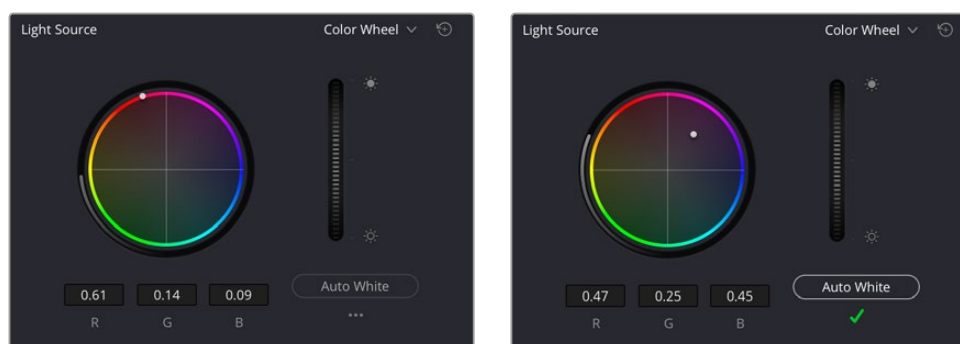 Light Source Color Wheel
0.61 0.14 0.09
R G B
Auto White
Light Source Color Wheel
0.47 0.25 0.45
R G B
Auto White